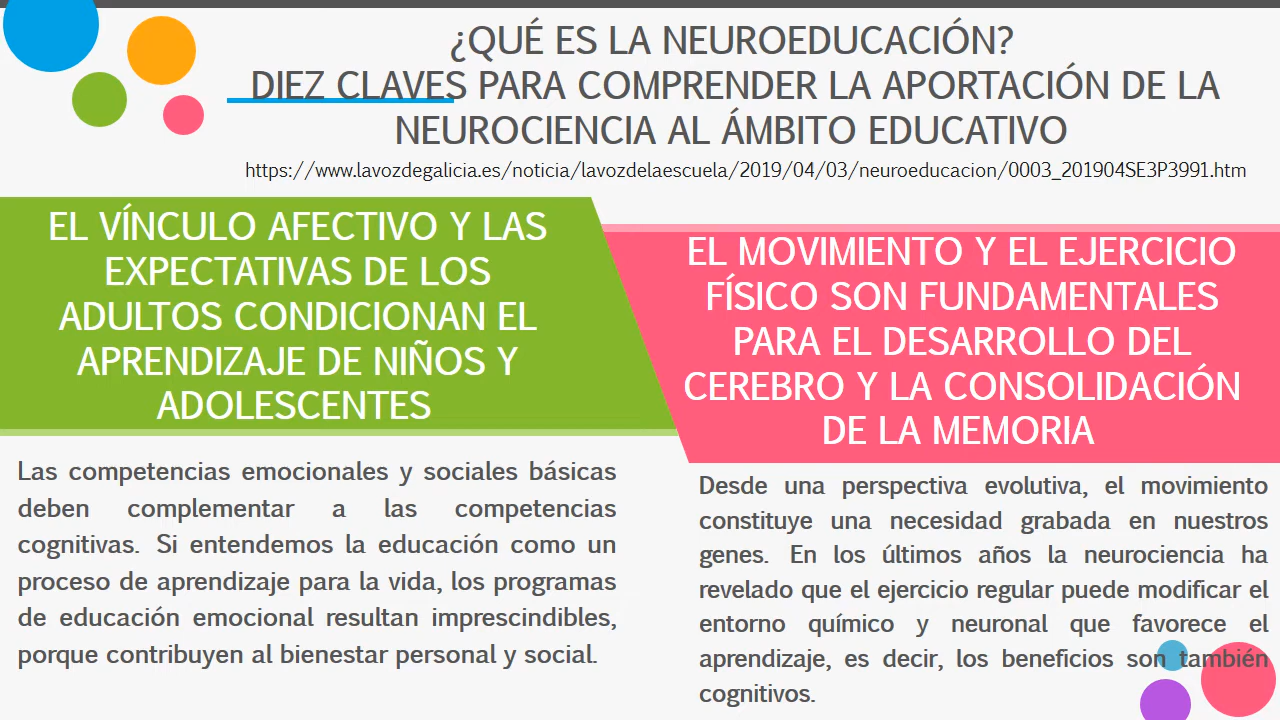 ¿QUÉ ES LA NEUROEDUCACIÓN?
DIEZ CLAVES PARA COMPRENDER LA APORTACIÓN DE LA
NEUROCIENCIA AL ÁMBITO EDUCATIVO
https://www.lavozdegalicia.es/noticia/lavozdelaescuela/2019/04/03/neuroeducacion/0003_201904SE3P3991.htm
EL VÍNCULO AFECTIVO Y LAS
EXPECTATIVAS DE LOS
ADULTOS CONDICIONAN EL
APRENDIZAJE DE NIÑOS Y
ADOLESCENTES
Las competencias emocionales y sociales básicas
deben complementar a las competencias
cognitivas. Si entendemos la educación como un
proceso de aprendizaje para la vida, los programas
de educación emocional resultan imprescindibles,
porque contribuyen al bienestar personal y social.
EL MOVIMIENTO Y EL EJERCICIO
FÍSICO SON FUNDAMENTALES
PARA EL DESARROLLO DEL
CEREBRO Y LA CONSOLIDACIÓN
DE LA MEMORIA
Desde una perspectiva evolutiva, el movimiento
constituye una necesidad grabada en nuestros
genes. En los últimos años la neurociencia ha
revelado que el ejercicio regular puede modificar el
entorno químico y neuronal que favorece el
aprendizaje, es decir, los beneficios son también
cognitivos.